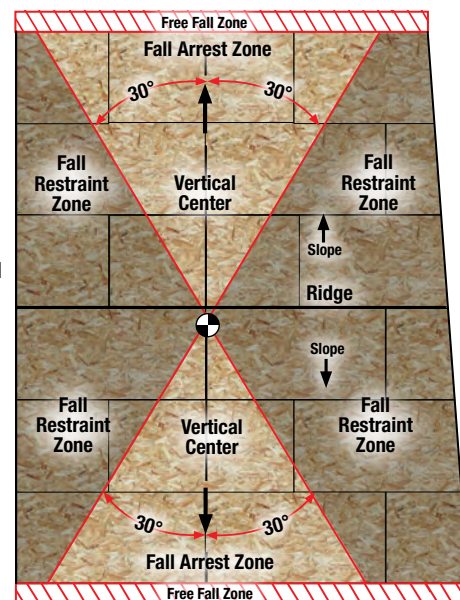 Free Fall Zone
Fall Arrest Zone
30°
30°
Fall
Restraint
Zone
Vertical
Center
Fall
Restraint
Zone
Slope
Ridge
Slope
Fall
Restraint
Zone
Vertical
Center
Fall
Restraint
Zone
30°
30°
Fall Arrest Zone
Free Fall Zone